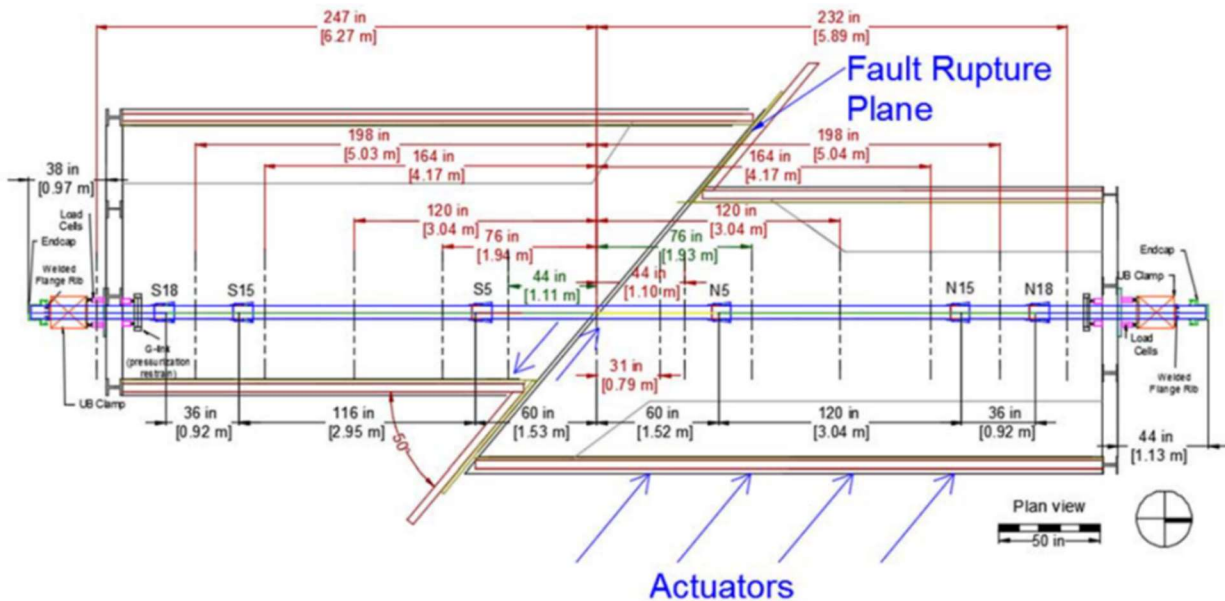 247 in
[6.27 m]
232 in
[5.89 m]
Fault Rupture
Plane
198 in
[5.03 m]
198 in
[5.04 m]
164 in
[4.17 m]
164 in
[4.17 m]
38 in
[0.97 m]
120 in
[3.04 m]
120 in
[3.04 m]
Load
Cells
76 in
[1.94 m]
76 in
[1.93 m]
Endcap
Endcap
Welded
Flange Rib
44 in
[1.11 m]
44 in
[1.10 m]
UB Clamp
S18
S15
S5
N5
N15
N18
G-link
(pressurization
restrain)
Load
Cells
31 in
[0.79 m]
Welded
Flange Rib
UB Clamp
36 in
[0.92 m]
116 in
[2.95 m]
60 in
[1.53 m]
60 in
[1.52 m]
120 in
[3.04 m]
36 in
[0.92 m]
50°
44 in
[1.13 m]
Plan view
50 in
Actuators